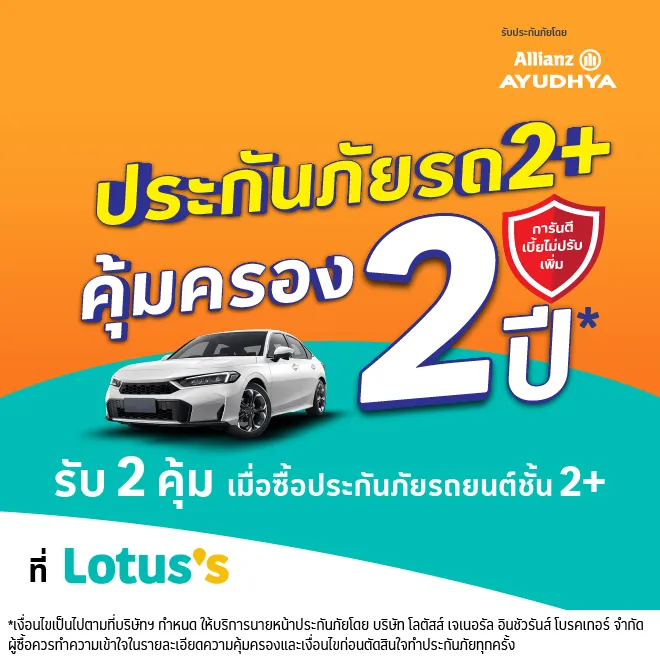 รับประกันภัยโดย
Allianz
AYUDHYA
ประกันภัยรถ2+
คุ้มครอง 2 ปี*
การันตี
เบี้ยไม่ปรับ
เพิ่ม
รับ 2 คุ้ม เมื่อซื้อประกันภัยรถยนต์ชั้น 2+
ที่ Lotus's
*เงื่อนไขเป็นไปตามที่บริษัทฯ กำหนด ให้บริการนายหน้าประกันภัยโดย บริษัท โลตัสส์ เจเนอรัล อินชัวรันส์ โบรคเกอร์ จำกัด
ผู้ซื้อควรทำความเข้าใจในรายละเอียดความคุ้มครองและเงื่อนไขก่อนตัดสินใจทำประกันภัยทุกครั้ง